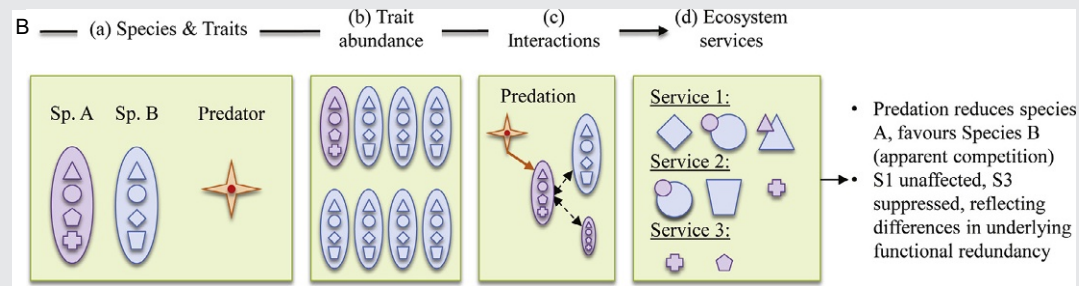 B
(a) Species & Traits
(b) Trait
abundance
(c)
Interactions
(d) Ecosystem
services
Sp. A
Sp. B
Predator
Predation
Service 1:
Service 2:
Service 3:
• Predation reduces species
A, favours Species B
(apparent competition)
• S1 unaffected, S3
suppressed, reflecting
differences in underlying
functional redundancy